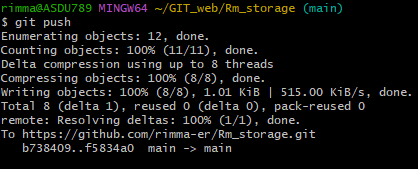 rimma@ASDU789 MINGW64 ~/GIT_web/Rm_storage (main)
$ git push
Enumerating objects: 12, done.
Counting objects: 100% (11/11), done.
Delta compression using up to 8 threads
Compressing objects: 100% (8/8), done.
Writing objects: 100% (8/8), 1.01 KiB | 515.00 KiB/s, done.
Total 8 (delta 1), reused 0 (delta 0), pack-reused 0
remote: Resolving deltas: 100% (1/1), done.
To https://github.com/rimma-er/Rm_storage.git
   b738409..f5834a0  main -> main